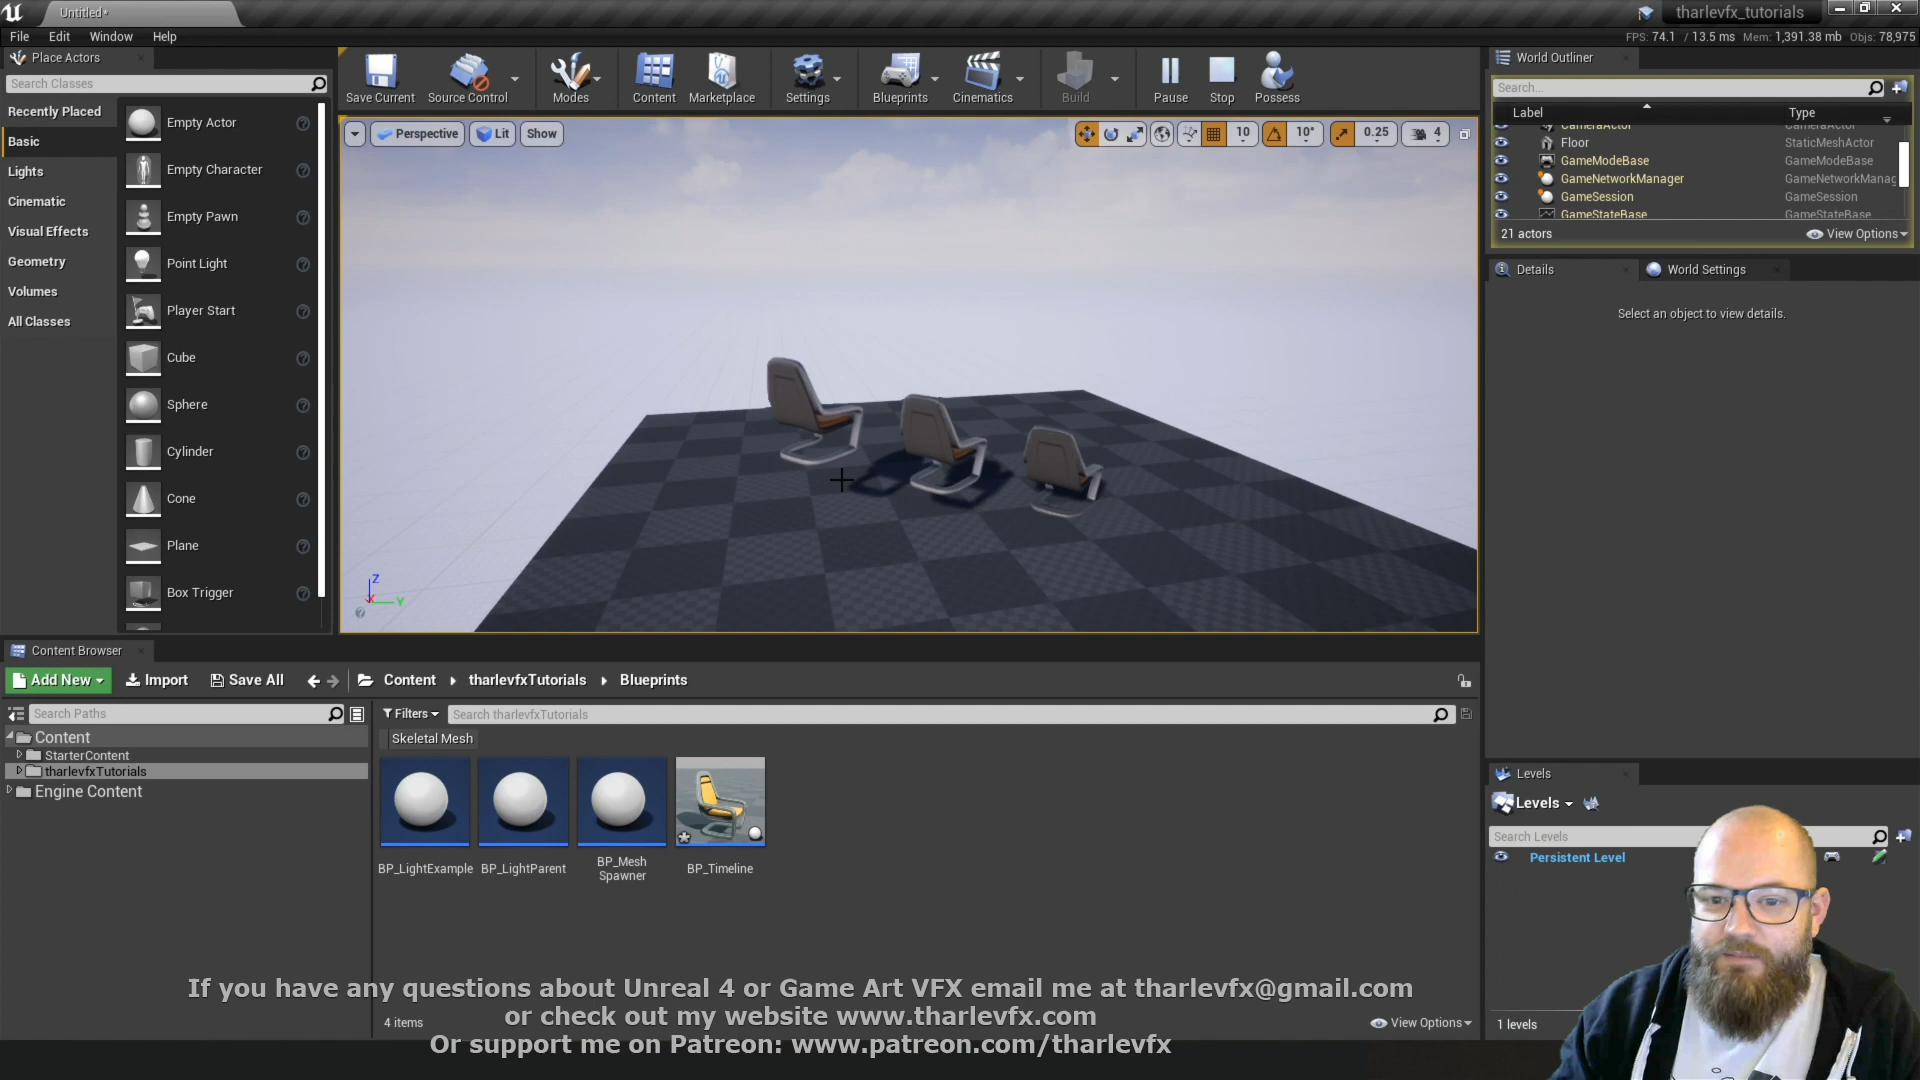 Untitled*
tharlevfx_tutorials
File Edit Window Help
FPS: 74.1 / 13.5 ms Mem: 1,391.38 mb Objs: 78,975
Place Actors
Search Classes
Recently Placed
Basic
Lights
Cinematic
Visual Effects
Geometry
Volumes
All Classes
Empty Actor
Empty Character
Empty Pawn
Point Light
Player Start
Cube
Sphere
Cylinder
Cone
Plane
Box Trigger
Save Current
Source Control
Modes
Content
Marketplace
Settings
Blueprints
Cinematics
Build
Pause
Stop
Possess
Perspective
Lit
Show
10
10°
0.25
4
Z
X
Y
World Outliner
Search...
Label
Type
CameraActor CameraActor
Floor StaticMeshActor
GameModeBase GameModeBase
GameNetworkManager GameNetworkManag
GameSession GameSession
GameStateBase GameStateBase
21 actors
View Options
Details
World Settings
Select an object to view details.
Levels
Levels
Search Levels
Persistent Level
1 levels
Content Browser
Add New
Import
Save All
Content
tharlevfxTutorials
Blueprints
Search Paths
Content
StarterContent
tharlevfxTutorials
Engine Content
Filters
Search tharlevfxTutorials
Skeletal Mesh
BP_LightExample
BP_LightParent
BP_Mesh
Spawner
BP_Timeline
4 items
View Options
If you have any questions about Unreal 4 or Game Art VFX email me at tharlevfx@gmail.com
or check out my website www.tharlevfx.com
Or support me on Patreon: www.patreon.com/tharlevfx